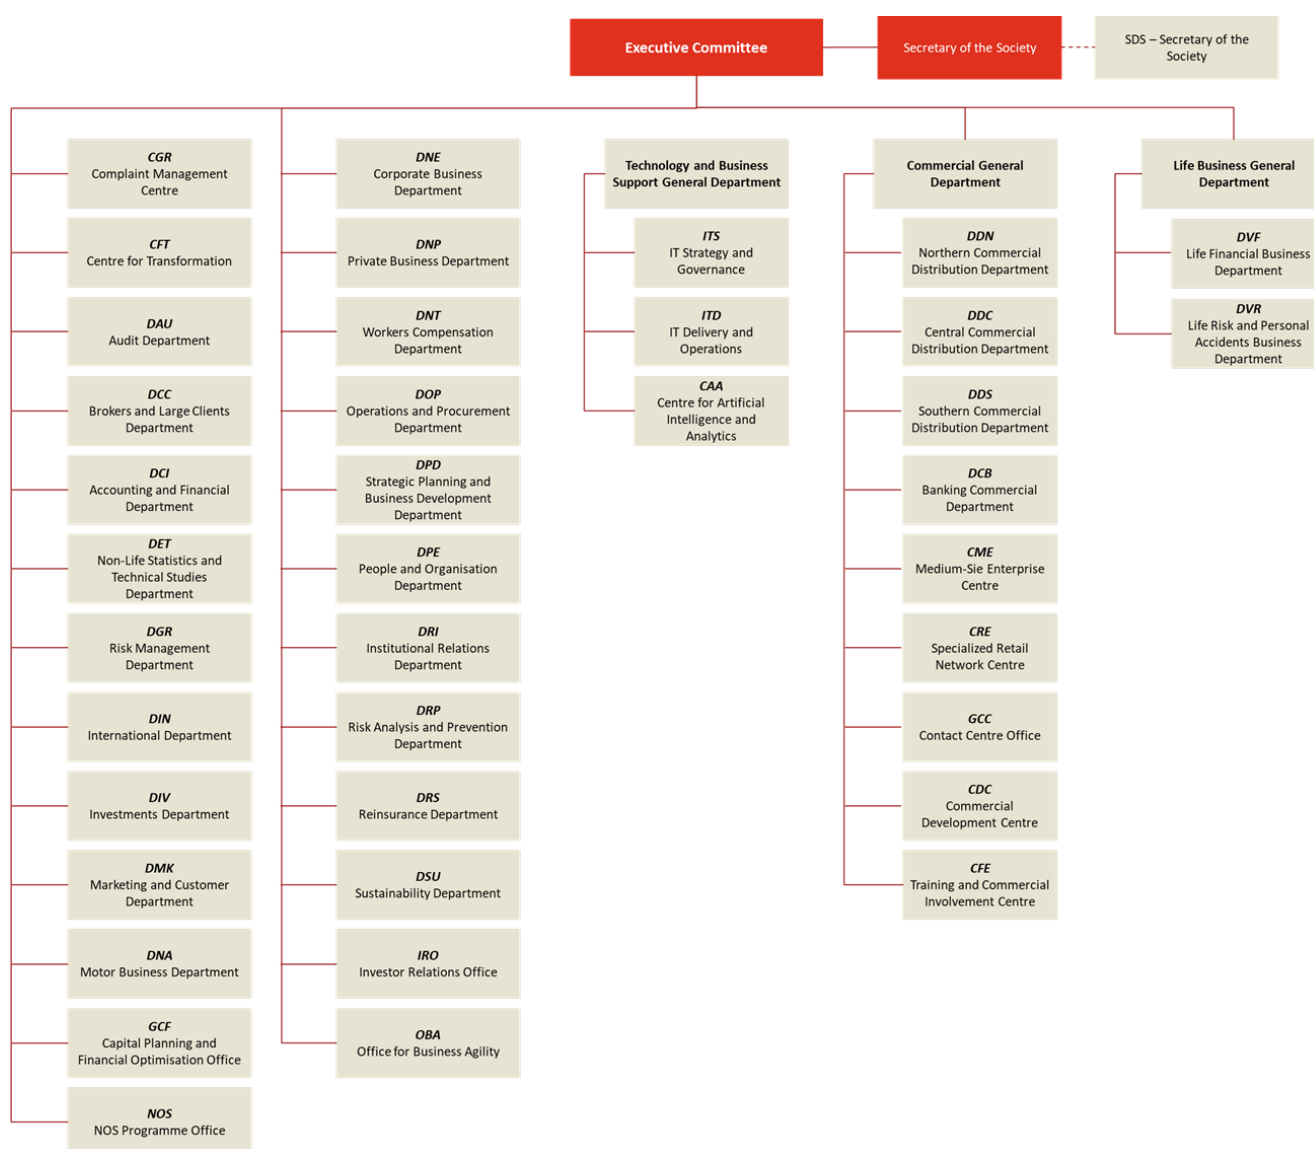 Executive Committee
Secretary of the Society
SDS – Secretary of the
Society
CGR
Complaint Management
Centre
CFT
Centre for Transformation
DAU
Audit Department
DCC
Brokers and Large Clients
Department
DCI
Accounting and Financial
Department
DET
Non-Life Statistics and
Technical Studies
Department
DGR
Risk Management
Department
DIN
International Department
DIV
Investments Department
DMK
Marketing and Customer
Department
DNA
Motor Business Department
GCF
Capital Planning and
Financial Optimisation Office
NOS
NOS Programme Office
DNE
Corporate Business
Department
DNP
Private Business Department
DNT
Workers Compensation
Department
DOP
Operations and Procurement
Department
DPD
Strategic Planning and
Business Development
Department
DPE
People and Organisation
Department
DRI
Institutional Relations
Department
DRP
Risk Analysis and Prevention
Department
DRS
Reinsurance Department
DSU
Sustainability Department
IRO
Investor Relations Office
OBA
Office for Business Agility
Technology and Business
Support General Department
ITS
IT Strategy and
Governance
ITD
IT Delivery and
Operations
CAA
Centre for Artificial
Intelligence and
Analytics
Commercial General
Department
DDN
Northern Commercial
Distribution Department
DDC
Central Commercial
Distribution Department
DDS
Southern Commercial
Distribution Department
DCB
Banking Commercial
Department
CME
Medium-Sie Enterprise
Centre
CRE
Specialized Retail
Network Centre
GCC
Contact Centre Office
CDC
Commercial
Development Centre
CFE
Training and Commercial
Involvement Centre
Life Business General
Department
DVF
Life Financial Business
Department
DVR
Life Risk and Personal
Accidents Business
Department